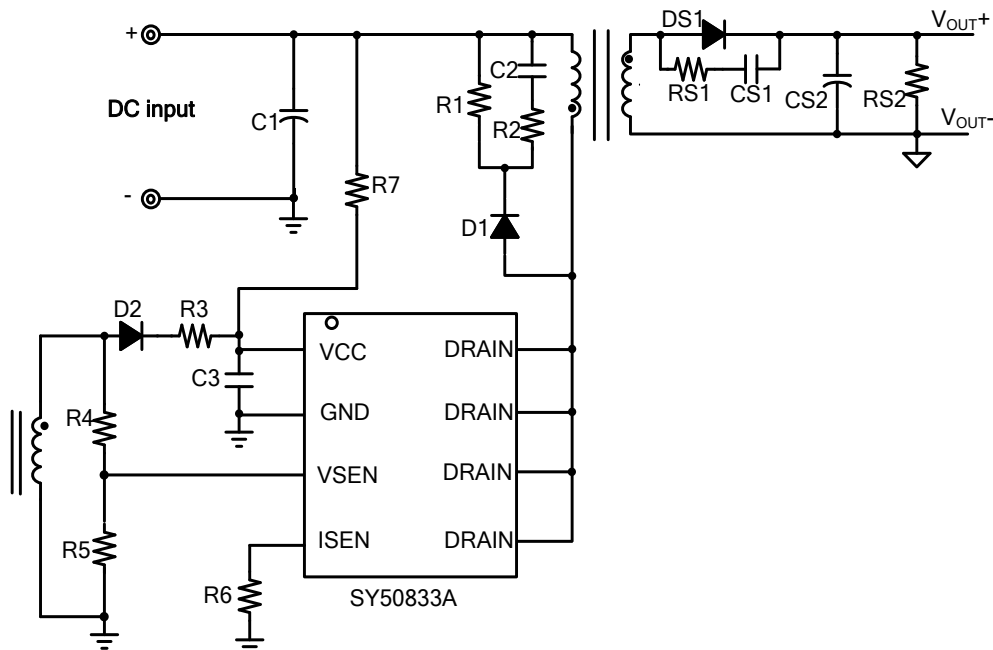 DS1
VOUT+
+
C2
RS1
CS1
R1
CS2
RS2
DC input
C1
R2
VOUT-
R7
-
D1
D2
R3
VCC
DRAIN
C3
R4
GND
DRAIN
VSEN
DRAIN
R5
ISEN
DRAIN
R6
SY50833A